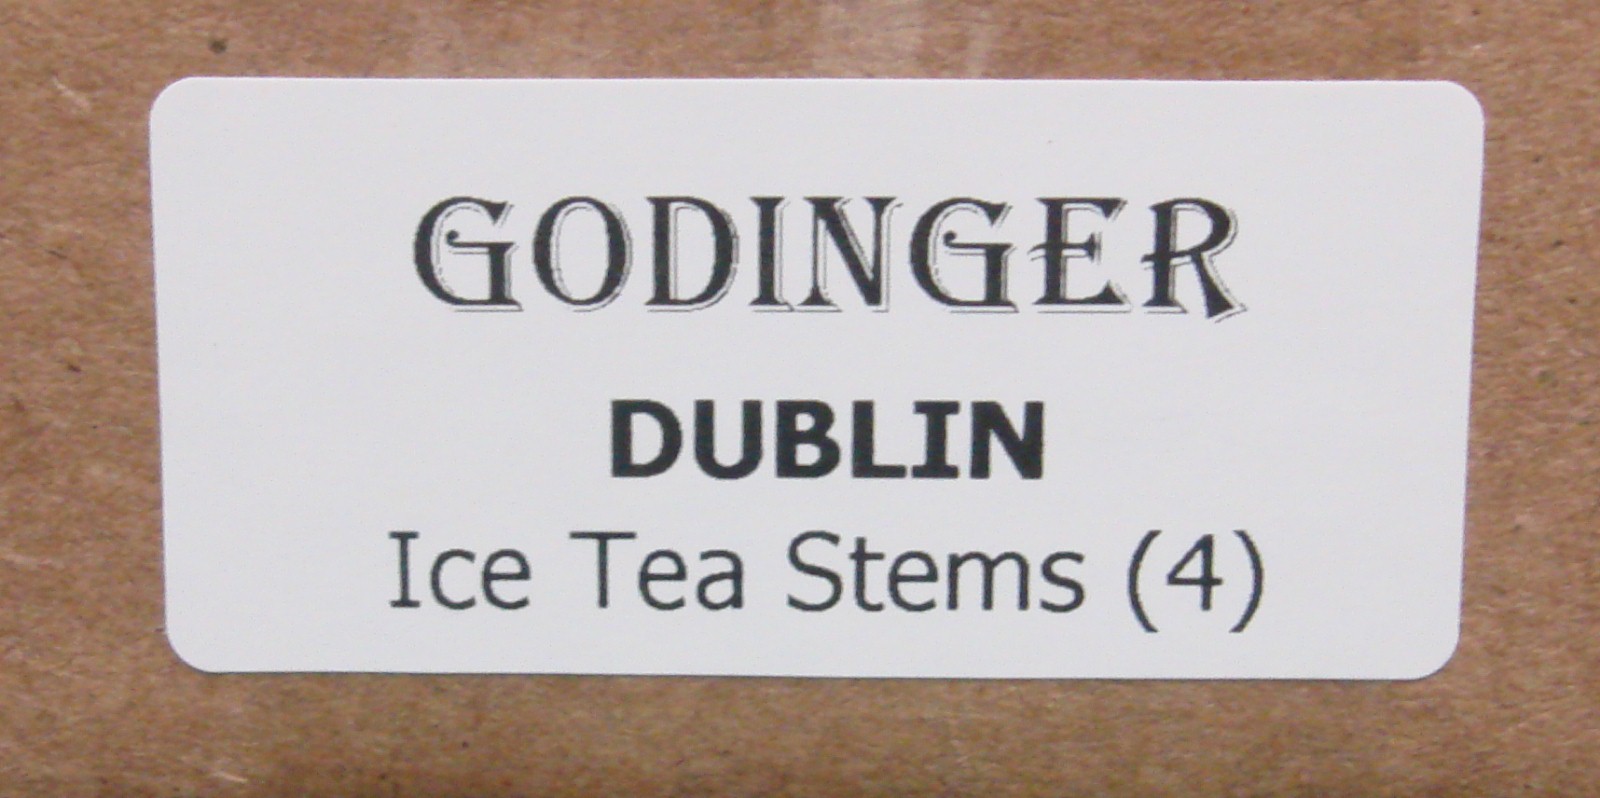 GODINGER
DUBLIN
Ice Tea Stems (4)